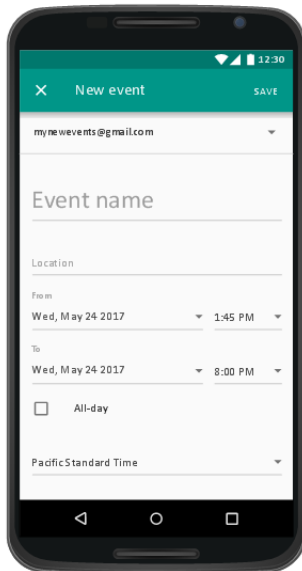 12:30
New event SAVE
mynewevents@gmail.com
Event name
Location
From
Wed, May 24 2017 1:45 PM
To
Wed, May 24 2017 8:00 PM
All-day
Pacific Standard Time